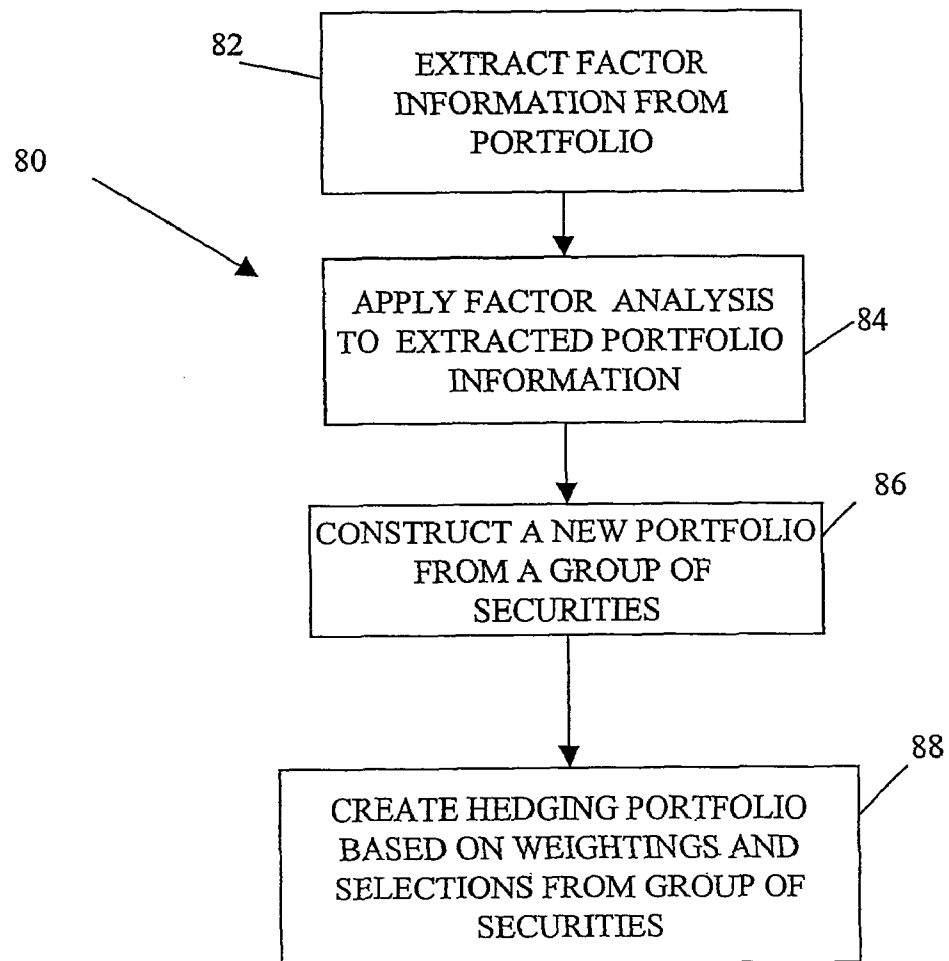 82
EXTRACT FACTOR
INFORMATION FROM
PORTFOLIO
80
APPLY FACTOR ANALYSIS
TO EXTRACTED PORTFOLIO
INFORMATION
84
86
CONSTRUCT A NEW PORTFOLIO
FROM A GROUP OF
SECURITIES
88
CREATE HEDGING PORTFOLIO
BASED ON WEIGHTINGS AND
SELECTIONS FROM GROUP OF
SECURITIES